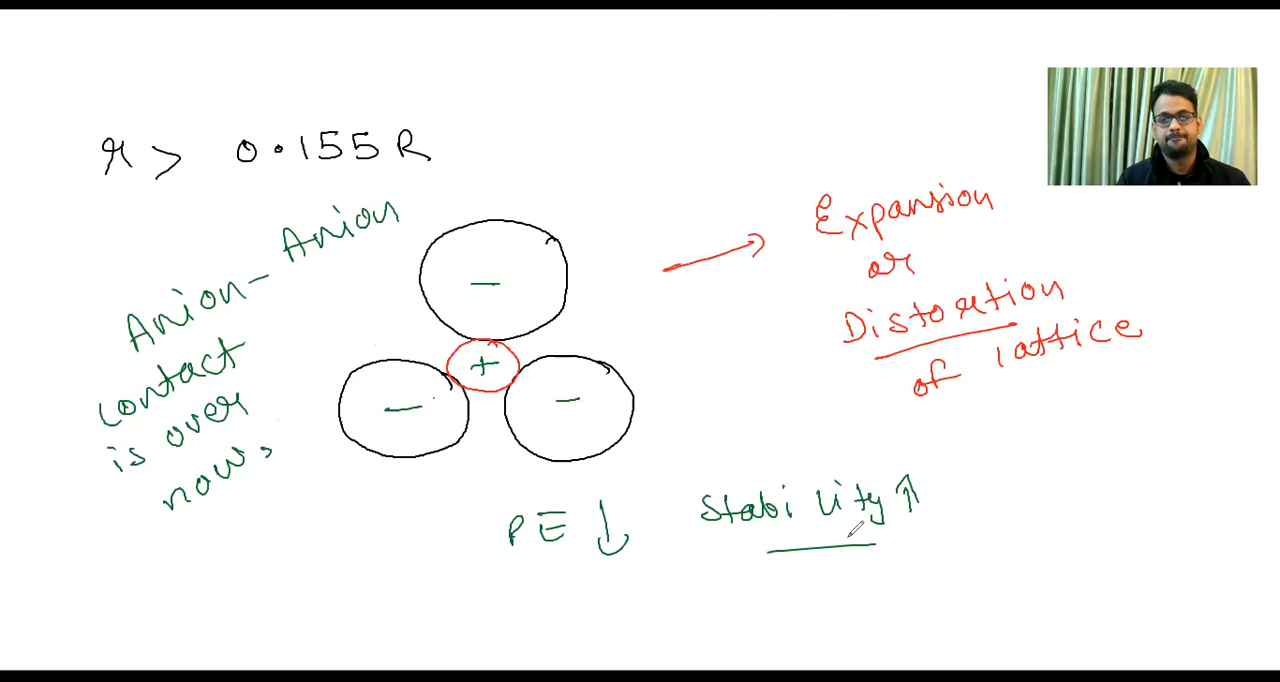 r > 0.155 R
Anion - Anion
contact
is over
now,
-
+
-
-
Expansion
or
Distortion
of lattice
PE ↓
Stability ↑